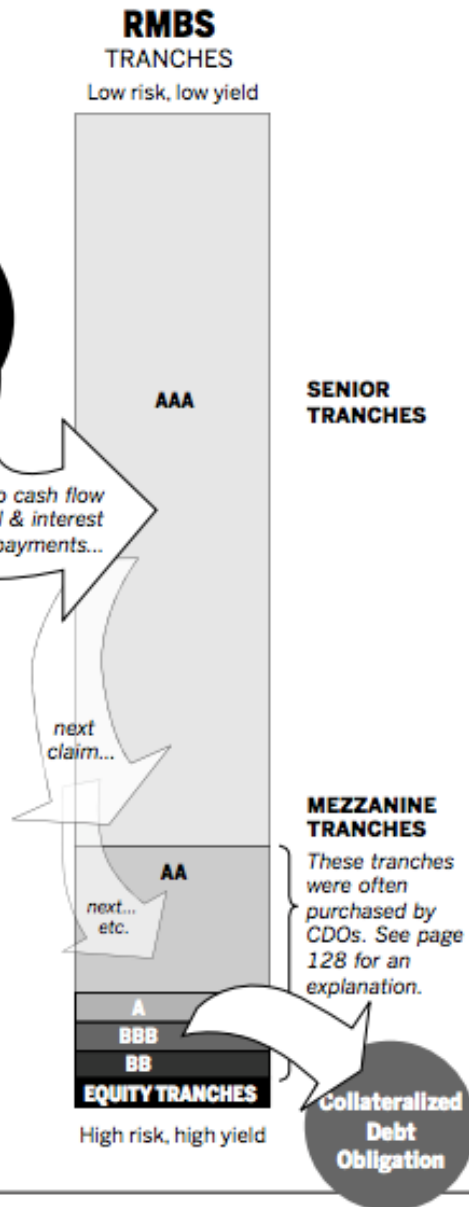 RMBS
TRANCHES
Low risk, low yield
AAA
SENIOR
TRANCHES
cash flow
& interest
payments...
next
claim...
MEZZANINE
TRANCHES
These tranches
were often
purchased by
CDOs. See page
128 for an
explanation.
AA
next...
etc.
A
BBB
BB
EQUITY TRANCHES
High risk, high yield
Collateralized
Debt
Obligation